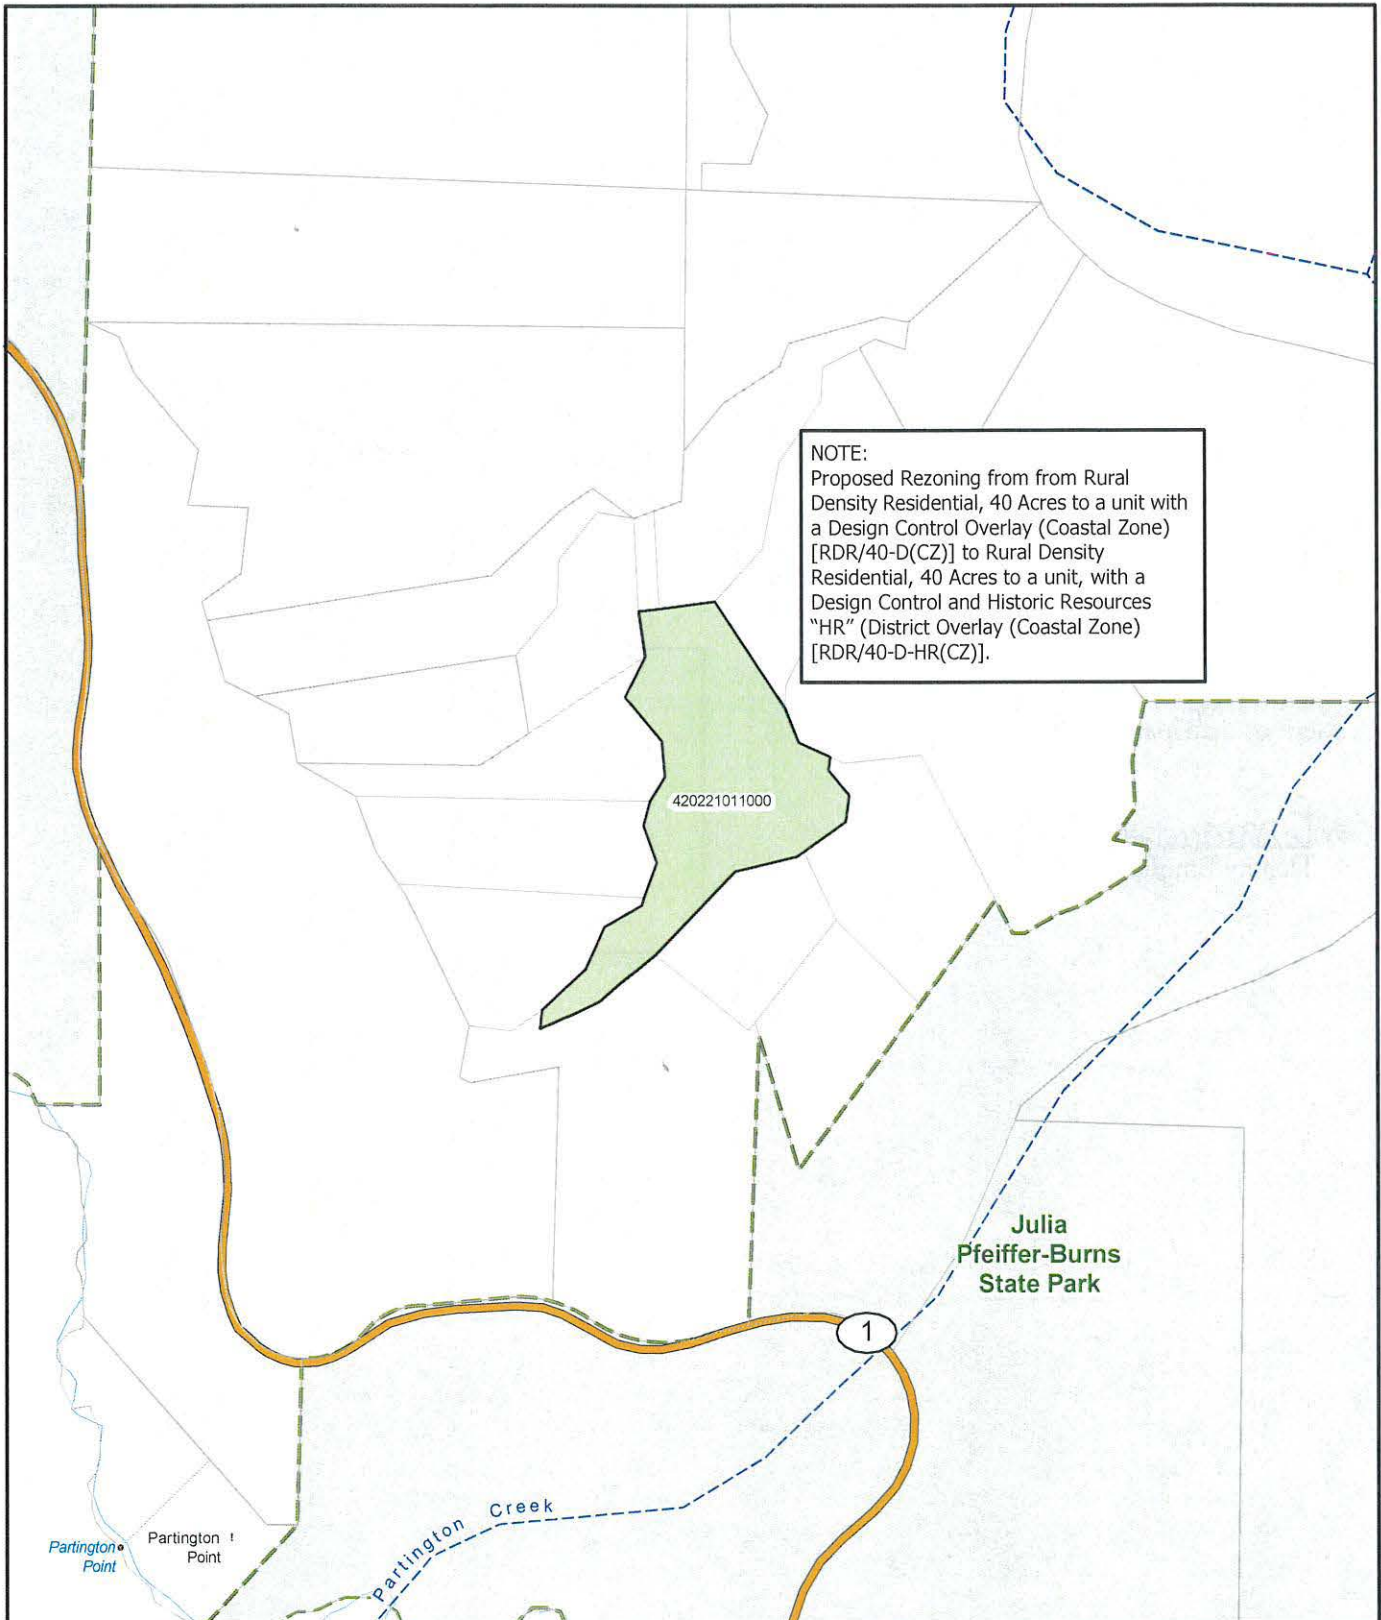 NOTE:
Proposed Rezoning from from Rural
Density Residential, 40 Acres to a unit with
a Design Control Overlay (Coastal Zone)
[RDR/40-D(CZ)] to Rural Density
Residential, 40 Acres to a unit, with a
Design Control and Historic Resources
“HR” (District Overlay (Coastal Zone)
[RDR/40-D-HR(CZ)].
420221011000
Julia
Pfeiffer-Burns
State Park
1
Partington Creek
Partington
Point
Partington
Point